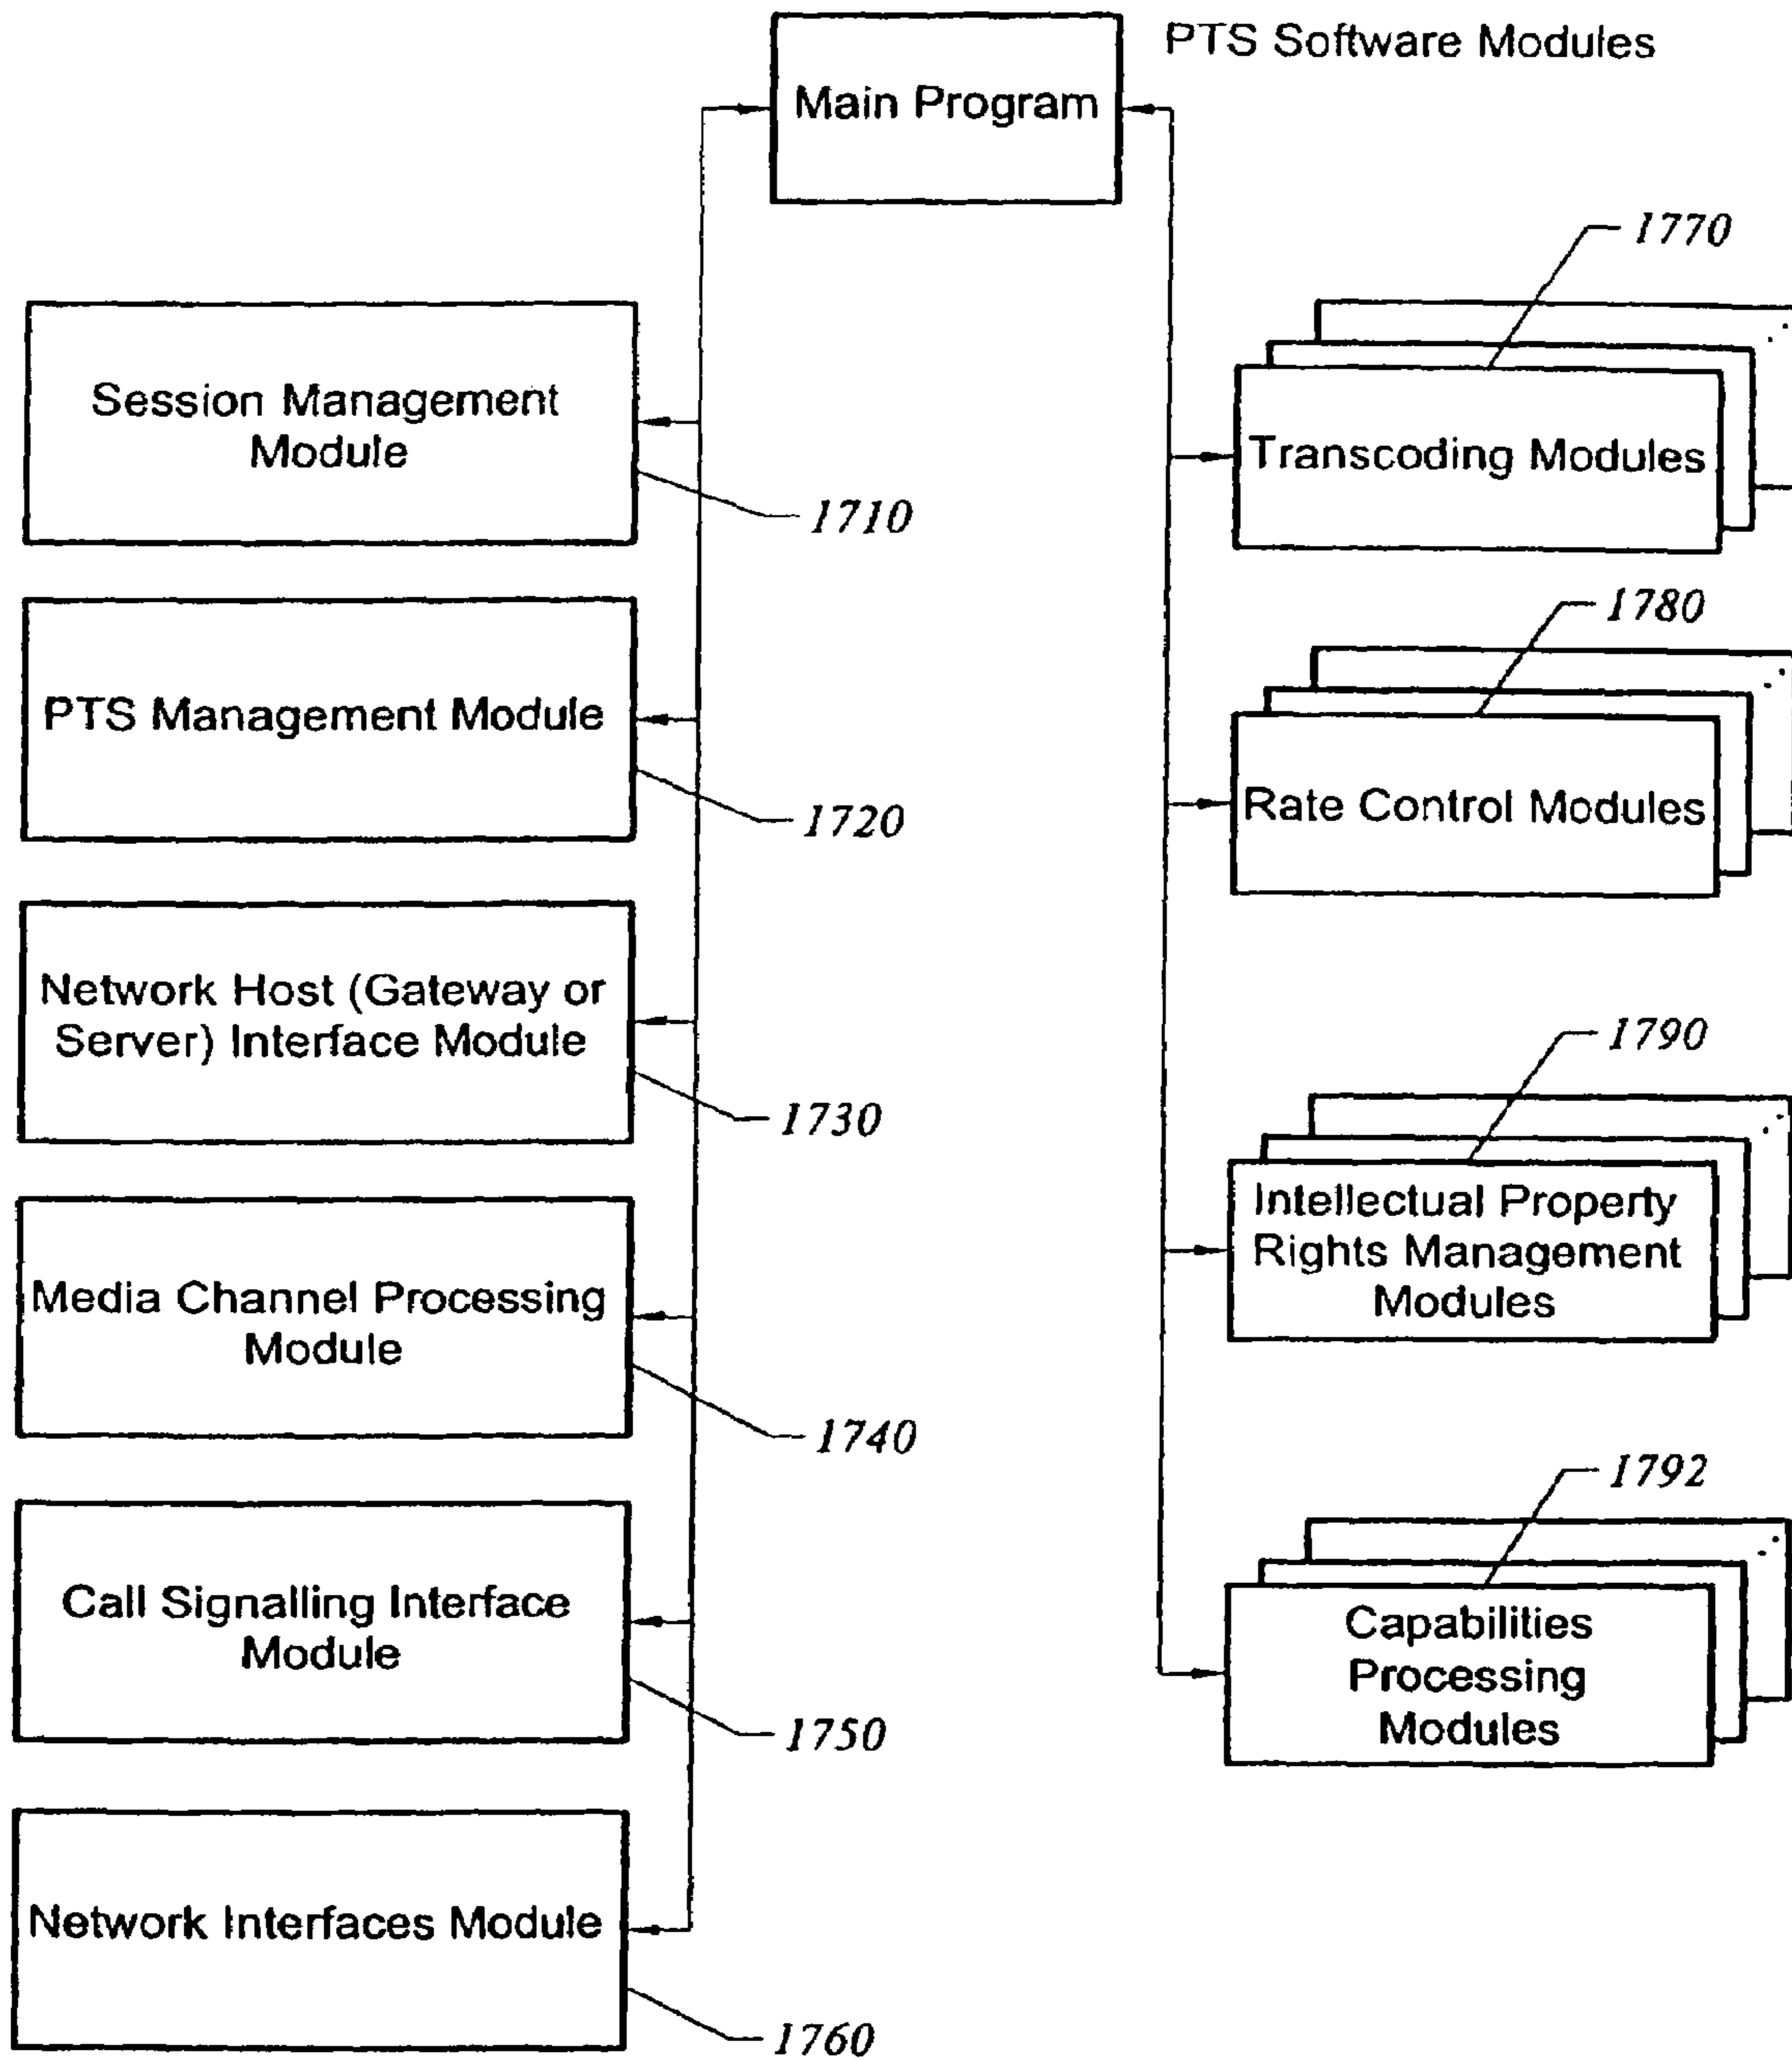 PTS Software Modules
Main Program
Session Management
Module
1710
PTS Management Module
1720
Network Host (Gateway or
Server) Interface Module
1730
Media Channel Processing
Module
1740
Call Signalling Interface
Module
1750
Network Interfaces Module
1760
1770
Transcoding Modules
1780
Rate Control Modules
1790
Intellectual Property
Rights Management
Modules
1792
Capabilities
Processing
Modules